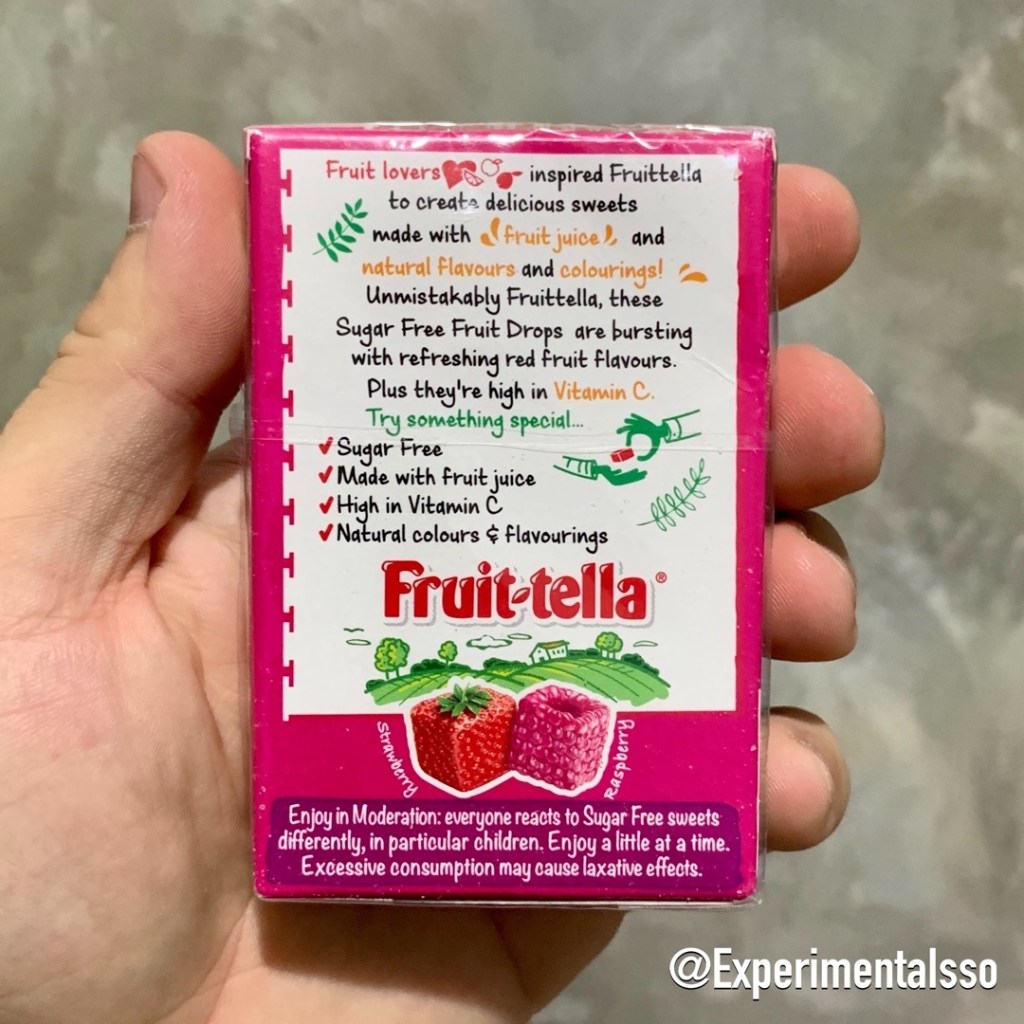 Fruit lovers inspired Fruittella
to create delicious sweets
made with fruit juice and
natural flavours and colourings!
Unmistakably Fruittella, these
Sugar Free Fruit Drops are bursting
with refreshing red fruit flavours.
Plus they're high in Vitamin C.
Try something special...
✓ Sugar Free
✓ Made with fruit juice
✓ High in Vitamin C
✓ Natural colours & flavourings
Fruit-tella®
Strawberry
Raspberry
Enjoy in Moderation: everyone reacts to Sugar Free sweets
differently, in particular children. Enjoy a little at a time.
Excessive consumption may cause laxative effects.
@Experimentalsso